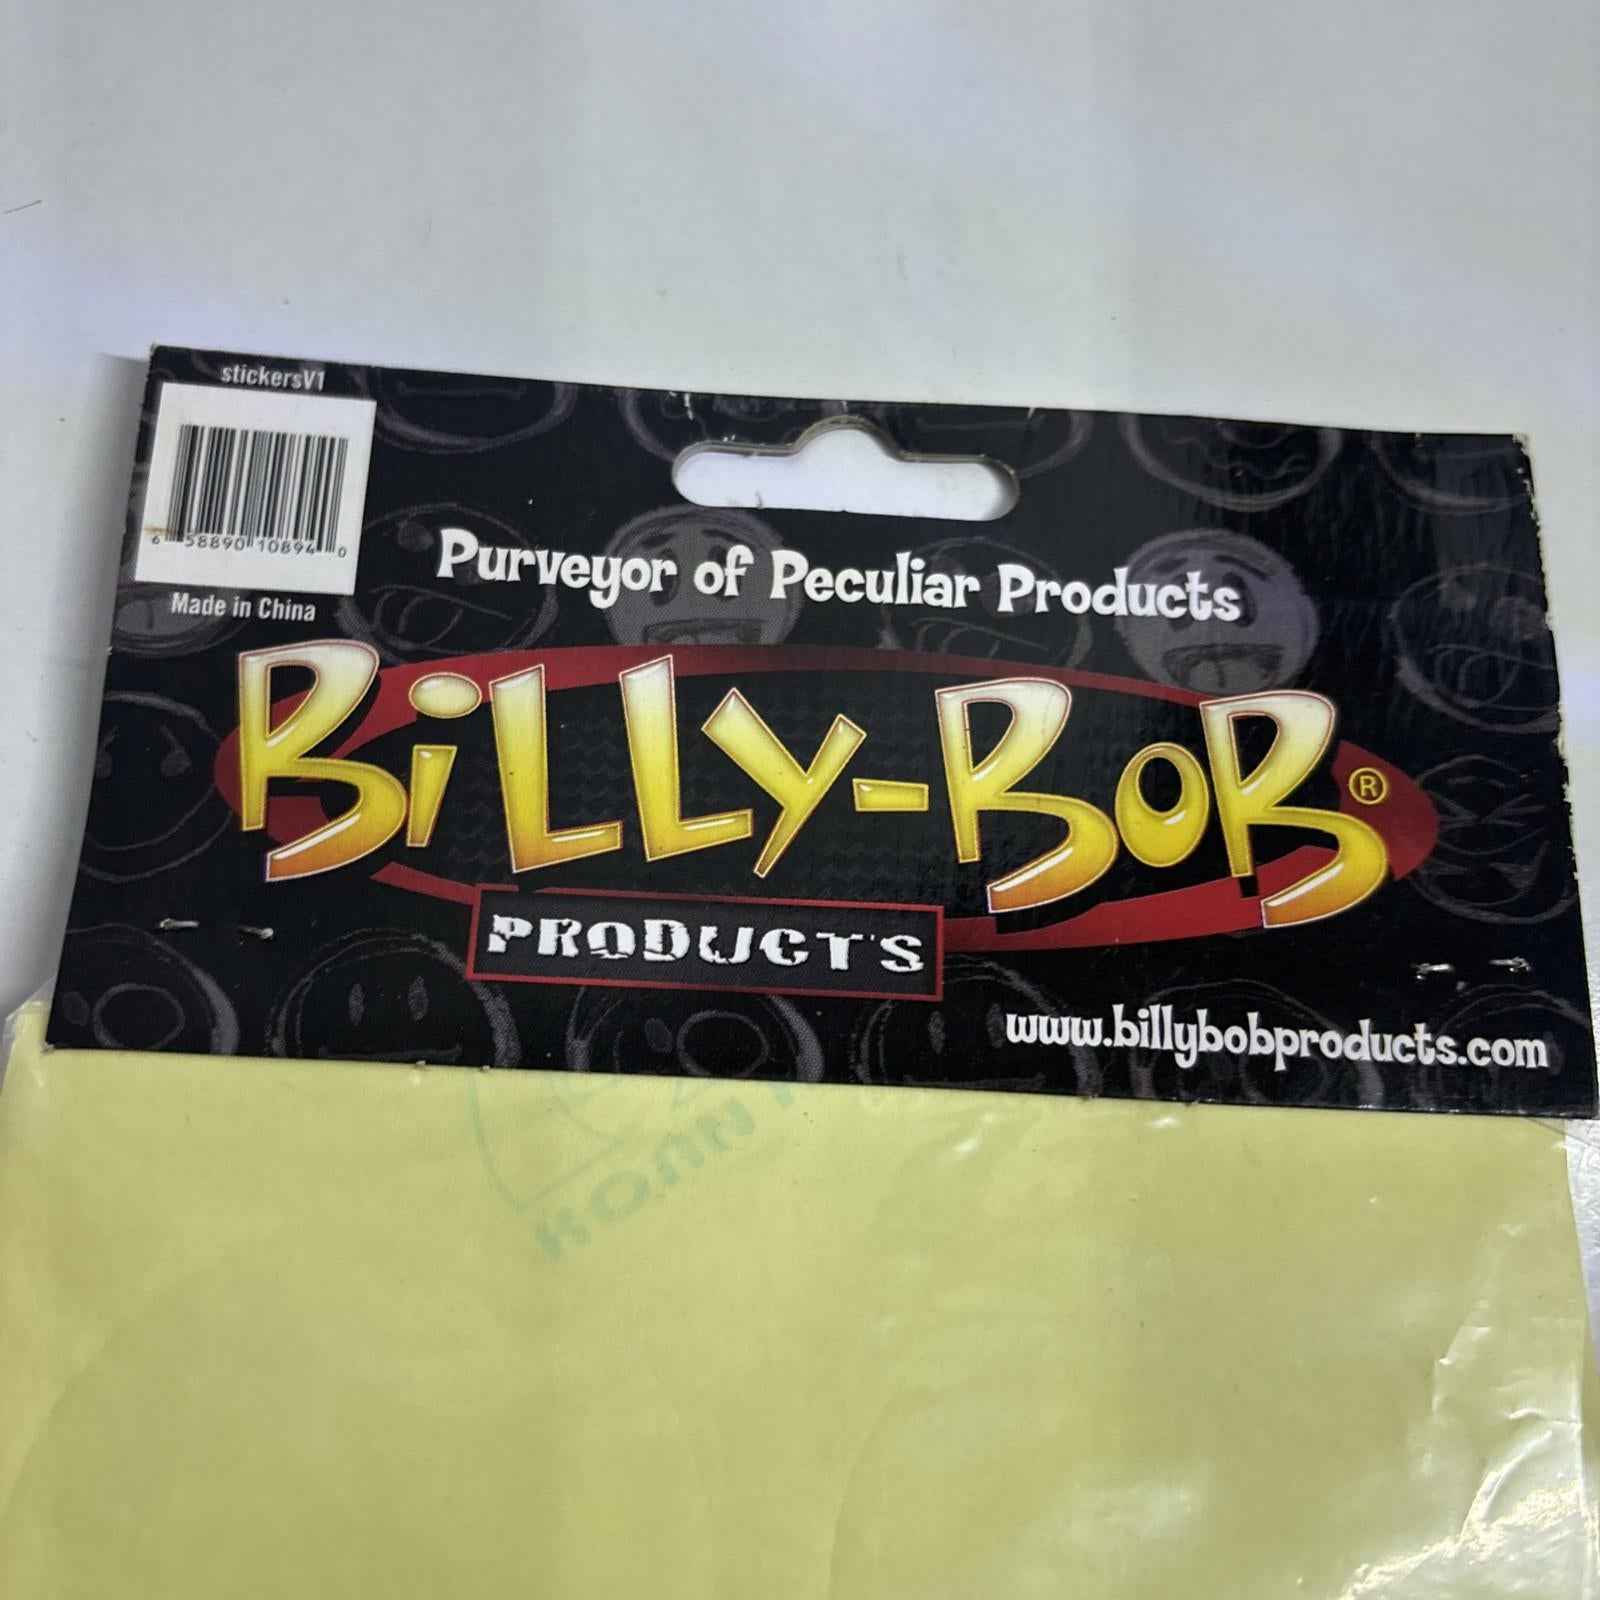 stickersV1
6 58890 10894 0
Made in China
Purveyor of Peculiar Products
BiLLy-BoB®
PRODUCTS
www.billybobproducts.com